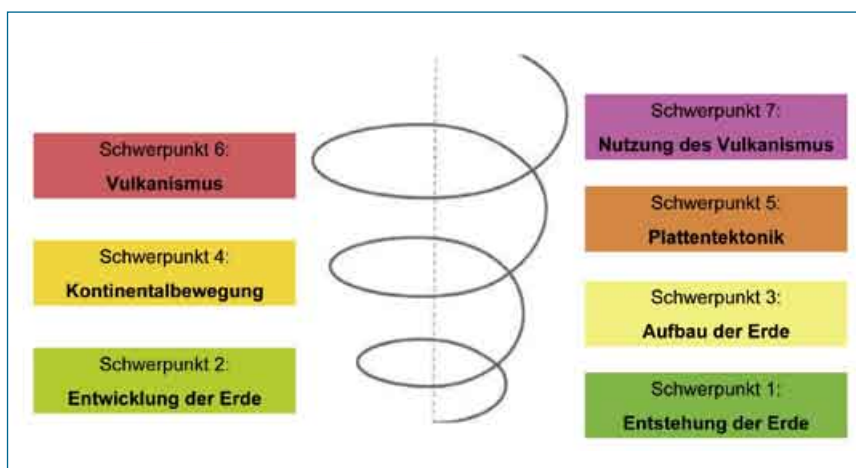 Schwerpunkt 7:
Nutzung des Vulkanismus
Schwerpunkt 6:
Vulkanismus
Schwerpunkt 5:
Plattentektonik
Schwerpunkt 4:
Kontinentalbewegung
Schwerpunkt 3:
Aufbau der Erde
Schwerpunkt 2:
Entwicklung der Erde
Schwerpunkt 1:
Entstehung der Erde